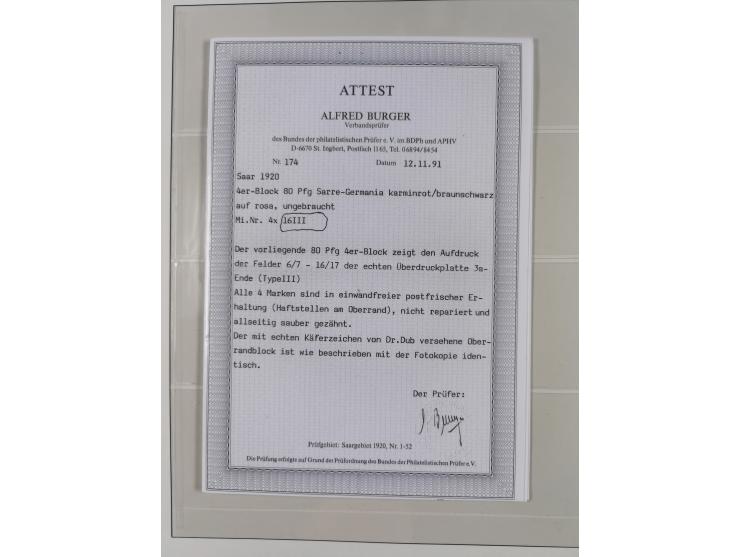 ATTEST
ALFRED BURGER
Verbandsprüfer
des Bundes der philatelistischen Prüfer e. V. im BDPh und APHV
D-6670 St. Ingbert, Postfach 1165, Tel. 06894/8454
Nr. 174 Datum 12.11.91
Saar 1920
4er-Block 80 Pfg Sarre-Germania karminrot/braunschwarz
auf rosa, ungebraucht
Mi.Nr. 4x 16III
Der vorliegende 80 Pfg 4er-Block zeigt den Aufdruck
der Felder 6/7 - 16/17 der echten Überdruckplatte 3a-
Ende (TypeIII)
Alle 4 Marken sind in einwandfreier postfrischer Er-
haltung (Haftstellen am Oberrand), nicht repariert und
allseitig sauber gezähnt.
Der mit echten Käferzeichen von Dr.Dub versehene Ober-
randblock ist wie beschrieben mit der Fotokopie iden-
tisch.
Der Prüfer:
Prüfgebiet: Saargebiet 1920, Nr. 1-52
Die Prüfung erfolgte auf Grund der Prüfordnung des Bundes der Philatelistischen Prüfer e.V.